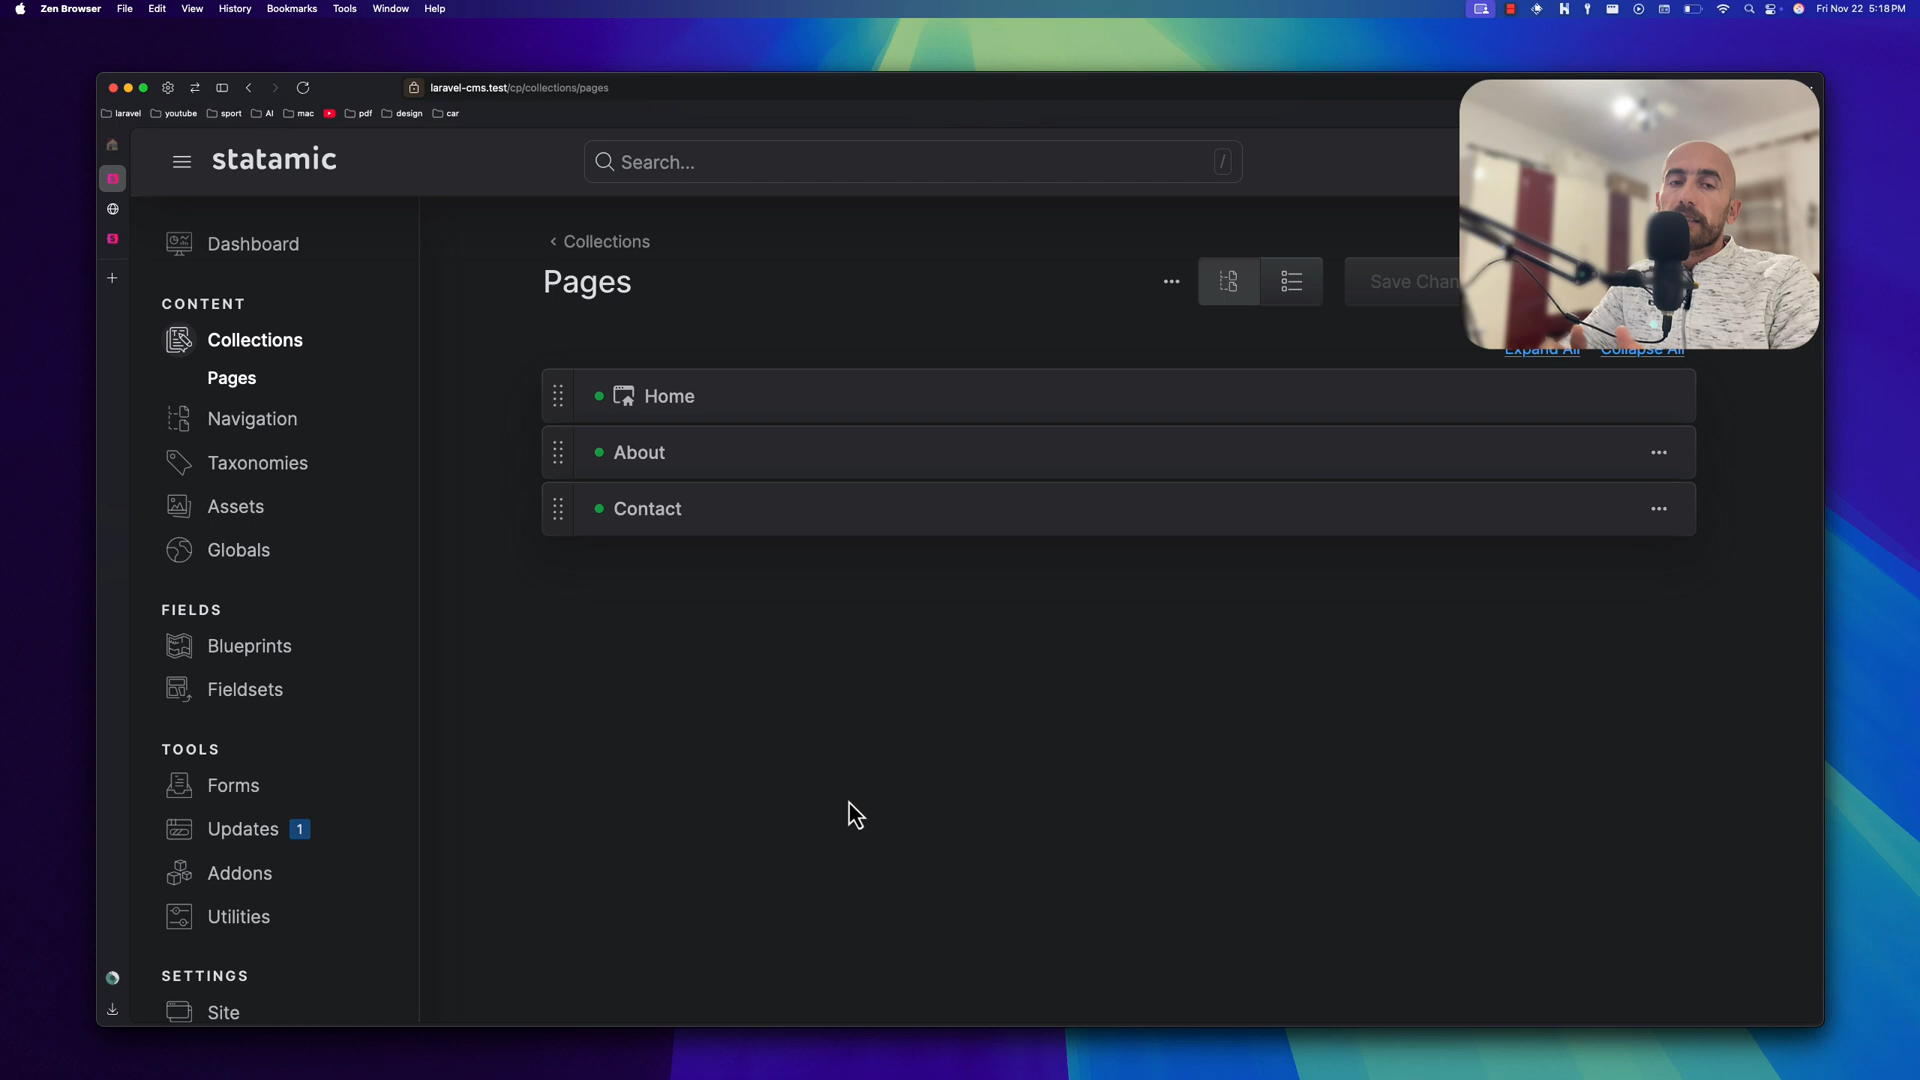 Zen Browser File Edit View History Bookmarks Tools Window Help
Fri Nov 22 5:18 PM
laravel-cms.test/cp/collections/pages
laravel youtube sport AI mac pdf design car
statamic
Search...
/
Dashboard
CONTENT
Collections
Pages
Navigation
Taxonomies
Assets
Globals
FIELDS
Blueprints
Fieldsets
TOOLS
Forms
Updates 1
Addons
Utilities
SETTINGS
Site
Collections
Pages
Save Chan
Expand All Collapse All
Home
About
Contact